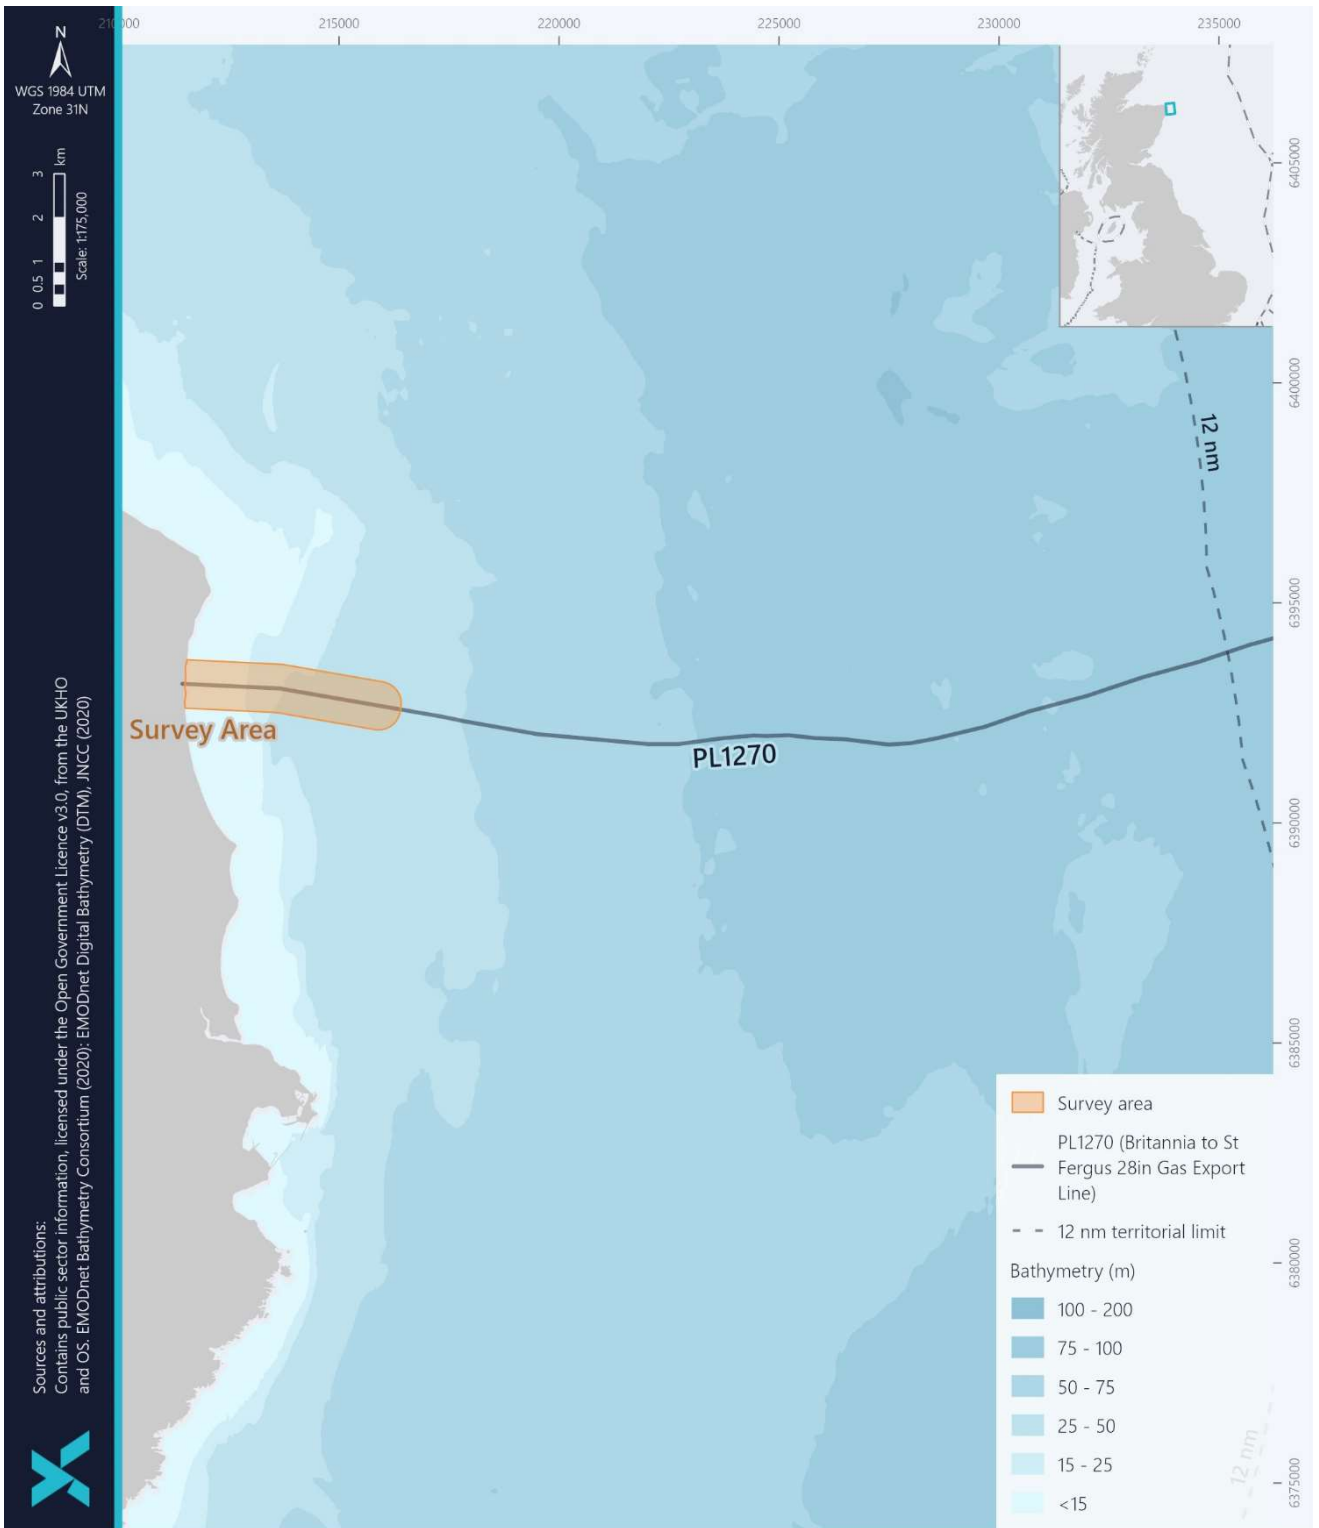 210000
215000
220000
225000
230000
235000
N
WGS 1984 UTM
Zone 31N
0 0.5 1 2 3 km
Scale: 1:175,000
Sources and attributions:
Contains public sector information, licensed under the Open Government Licence v3.0, from the UKHO
and OS. EMODnet Bathymetry Consortium (2020): EMODnet Digital Bathymetry (DTM), JNCC (2020)
6405000
6400000
6395000
6390000
6385000
6380000
6375000
12 nm
Survey Area
PL1270
Survey area
PL1270 (Britannia to St
Fergus 28in Gas Export
Line)
12 nm territorial limit
Bathymetry (m)
100 - 200
75 - 100
50 - 75
25 - 50
15 - 25
<15
12 nm